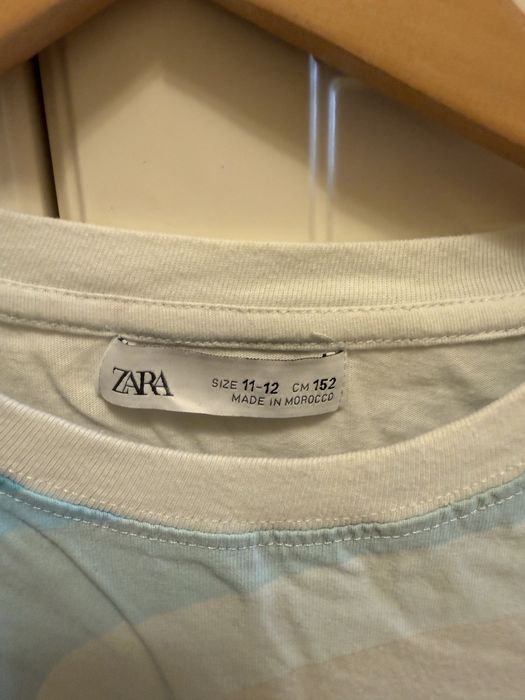 ZARA SIZE 11-12 CM 152
MADE IN MOROCCO